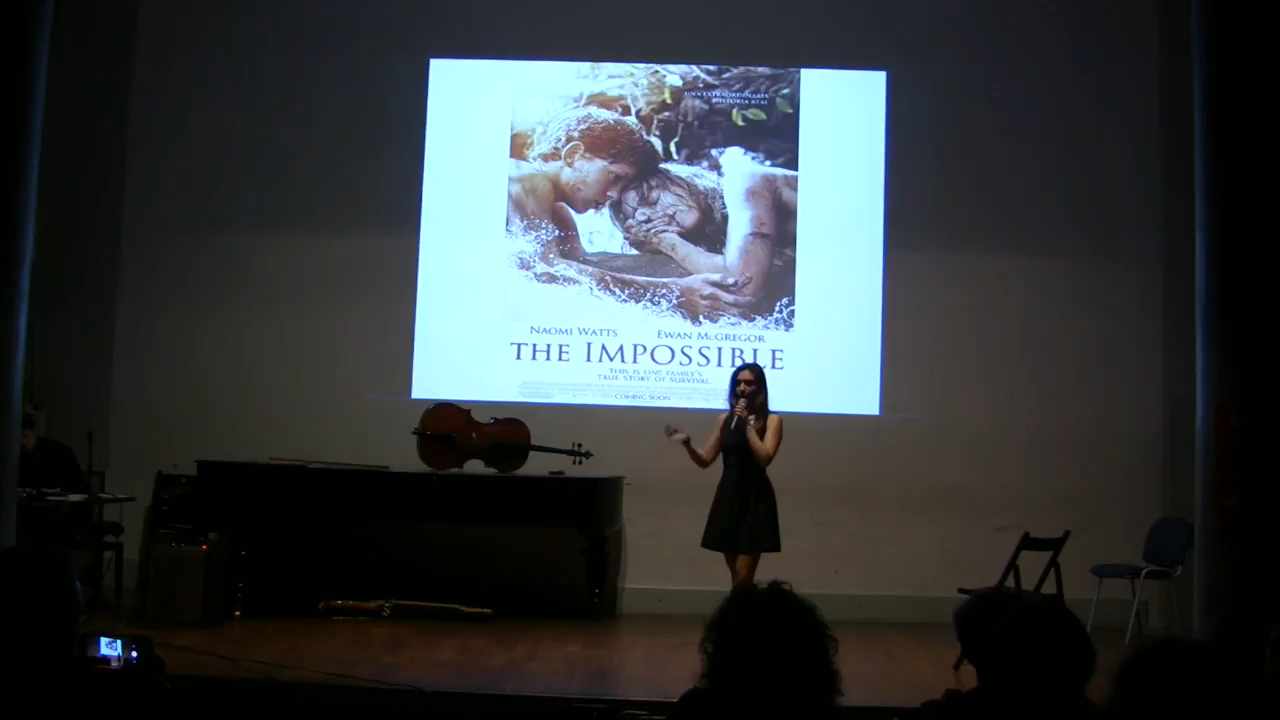 UNA EXTRAORDINARIA
HISTORIA REAL
NAOMI WATTS EWAN McGREGOR
THE IMPOSSIBLE
THIS IS ONE FAMILY'S
TRUE STORY OF SURVIVAL.
COMING SOON